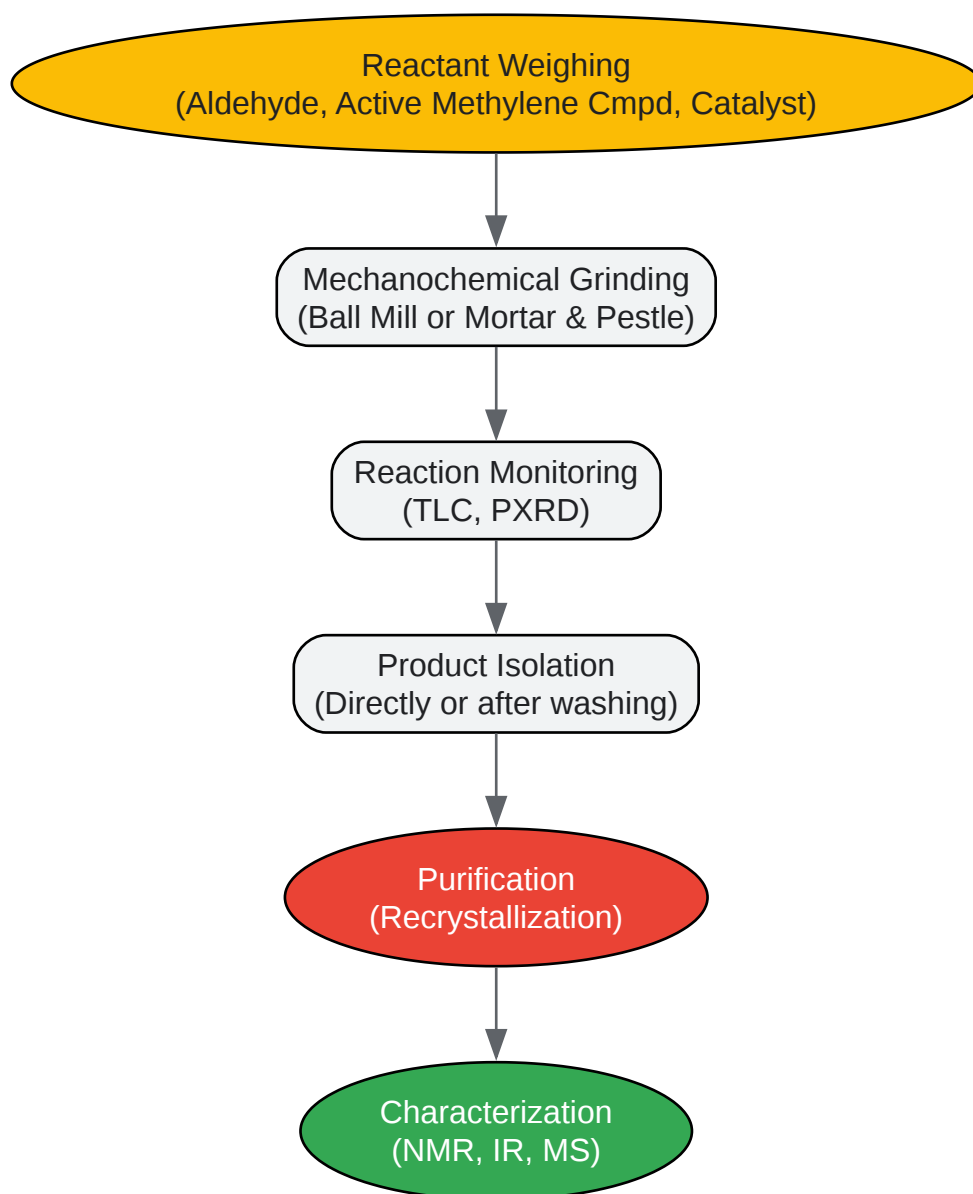 Reactant Weighing
(Aldehyde, Active Methylene Cmpd, Catalyst)
Mechanochemical Grinding
(Ball Mill or Mortar & Pestle)
Reaction Monitoring
(TLC, PXRD)
Product Isolation
(Directly or after washing)
Purification
(Recrystallization)
Characterization
(NMR, IR, MS)